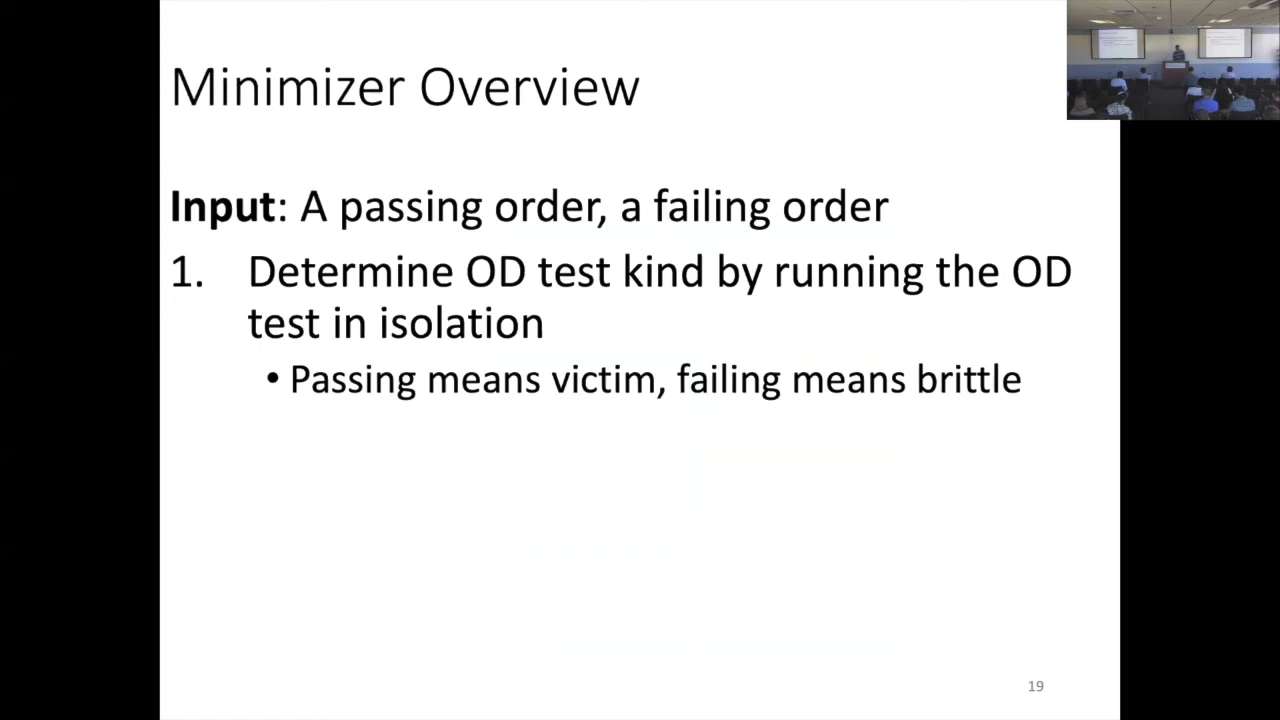 Minimizer Overview
Input: A passing order, a failing order
1. Determine OD test kind by running the OD
test in isolation
• Passing means victim, failing means brittle
19